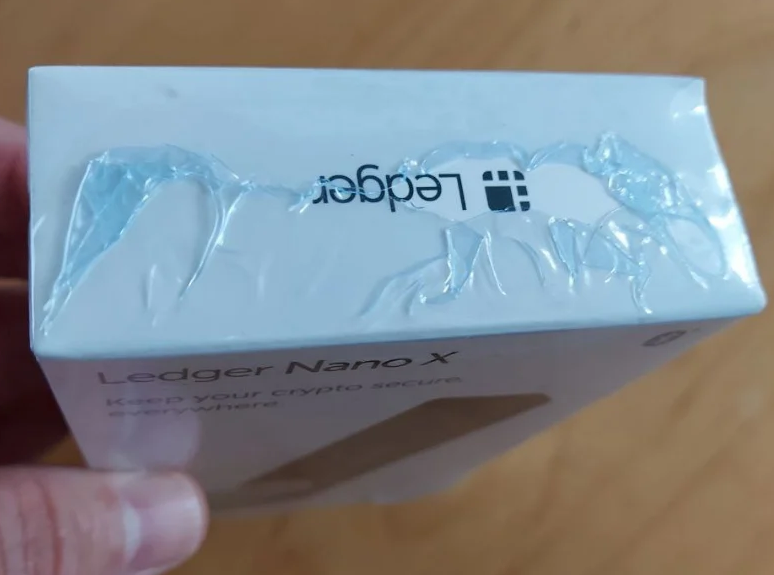 Ledger
Ledger Nano X
Keep your crypto secure,
everywhere